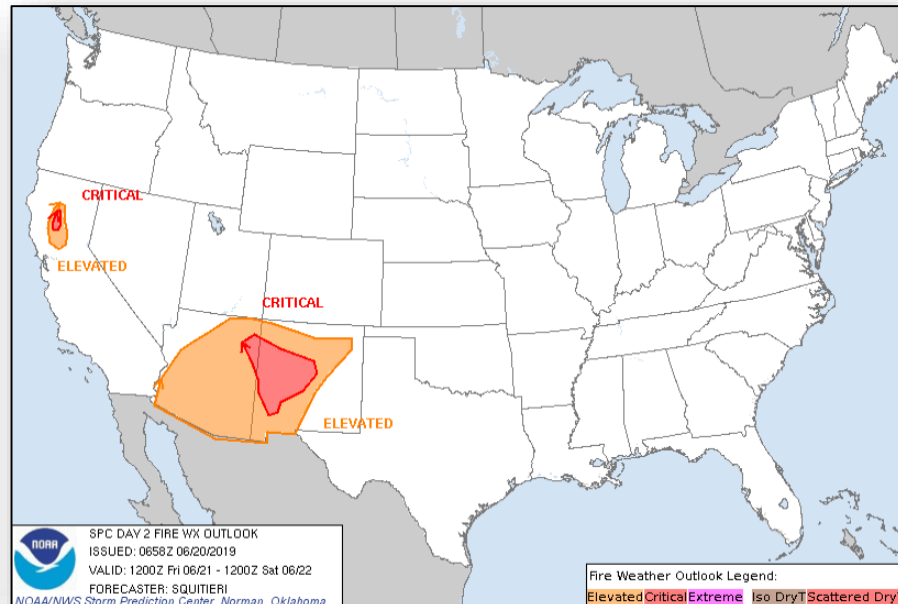 CRITICAL
ELEVATED
CRITICAL
ELEVATED
NOAA
SPC DAY 2 FIRE WX OUTLOOK
ISSUED: 0658Z 06/20/2019
VALID: 1200Z Fri 06/21 - 1200Z Sat 06/22
FORECASTER: SQUITIERI
NOAA/NWS Storm Prediction Center, Norman, Oklahoma
Fire Weather Outlook Legend:
Elevated Critical Extreme Iso DryT Scattered Dry